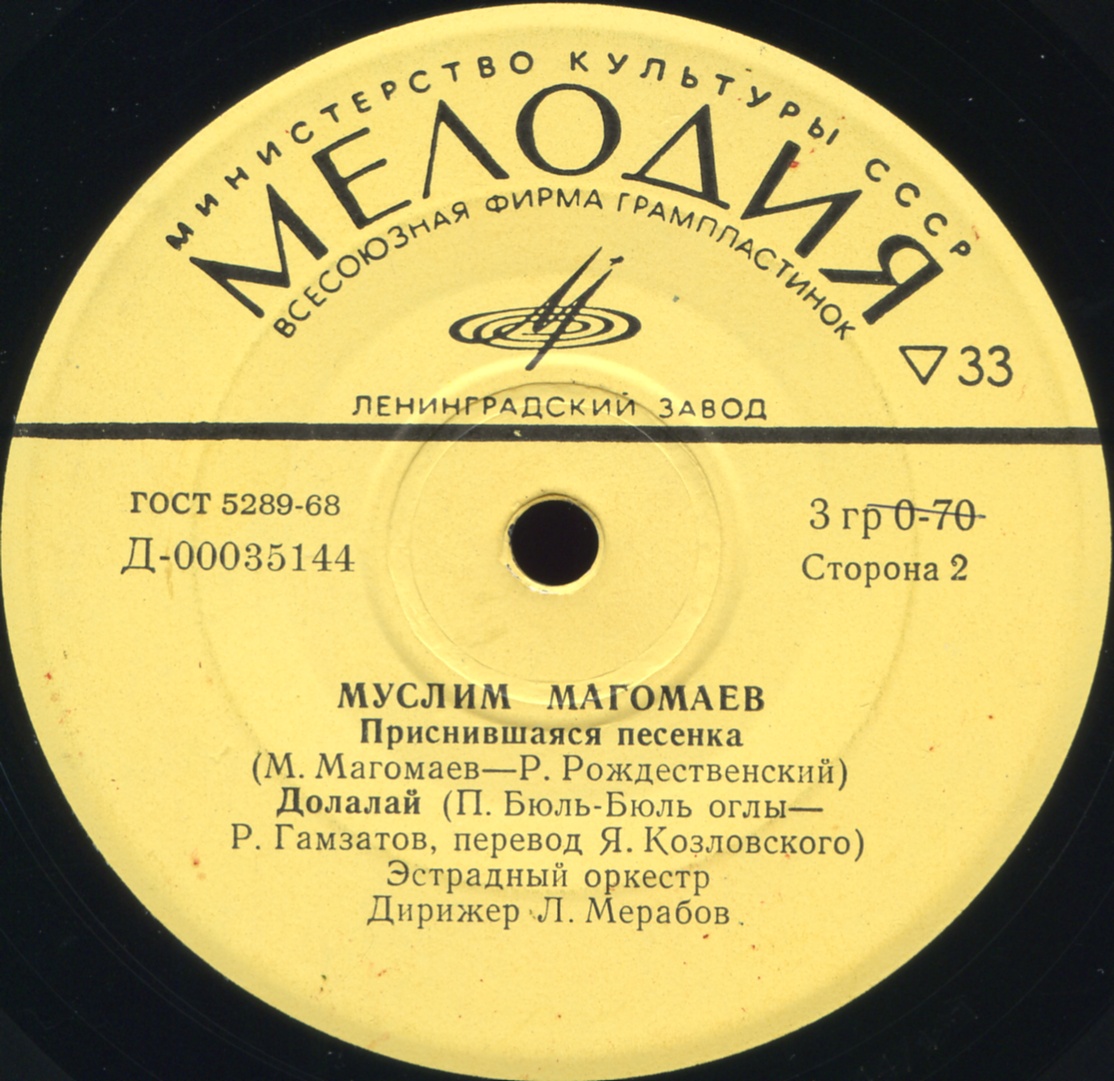 МИНИСТЕРСТВО КУЛЬТУРЫ СССР
МЕЛОДИЯ
ВСЕСОЮЗНАЯ ФИРМА ГРАМПЛАСТИНОК
33
ЛЕНИНГРАДСКИЙ ЗАВОД
ГОСТ 5289-68
3 гр 0-70
Д-00035144
Сторона 2
МУСЛИМ МАГОМАЕВ
Приснившаяся песенка
(М. Магомаев—Р. Рождественский)
Долалай (П. Бюль-Бюль оглы—
Р. Гамзатов, перевод Я. Козловского)
Эстрадный оркестр
Дирижер Л. Мерабов.